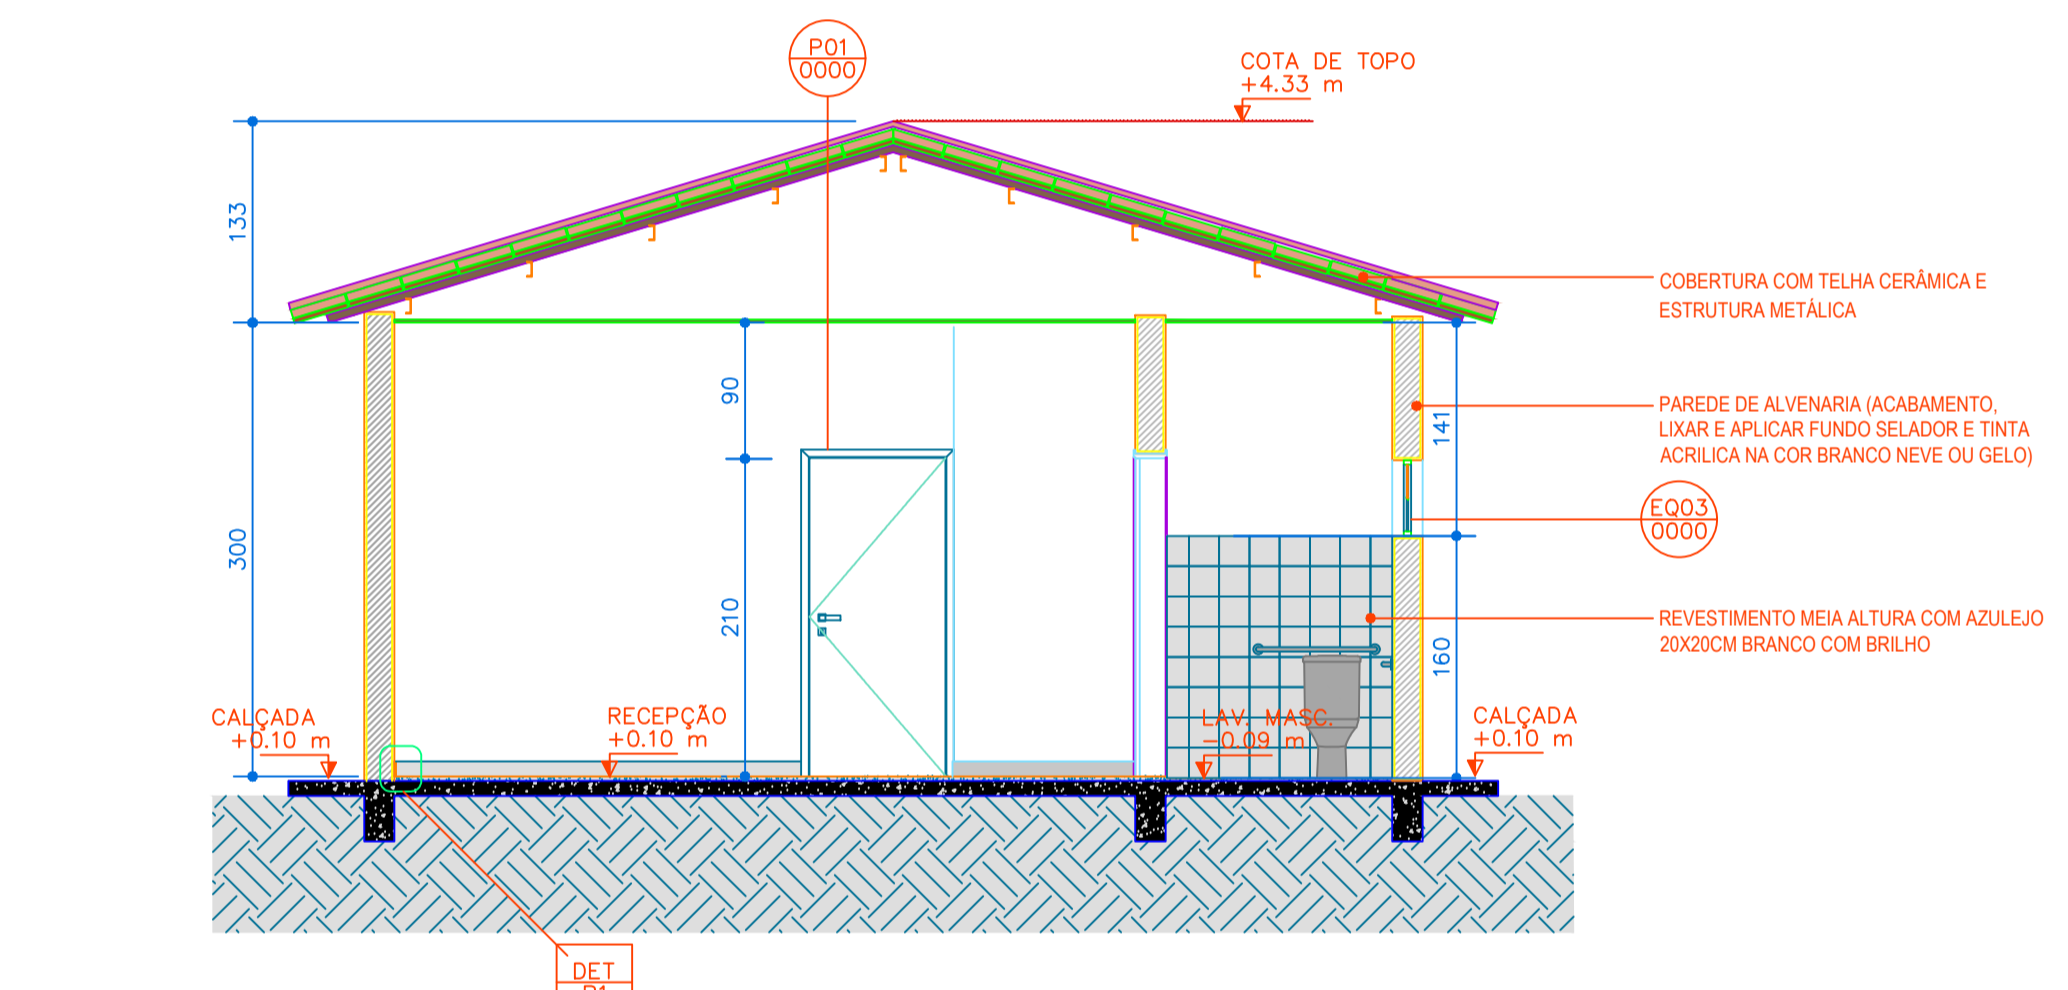 P01
0000
COTA DE TOPO
+4.33 m
133
COBERTURA COM TELHA CERÂMICA E
ESTRUTURA METÁLICA
90
141
PAREDE DE ALVENARIA (ACABAMENTO,
LIXAR E APLICAR FUNDO SELADOR E TINTA
ACRILICA NA COR BRANCO NEVE OU GELO)
EQ03
0000
300
210
160
REVESTIMENTO MEIA ALTURA COM AZULEJO
20X20CM BRANCO COM BRILHO
CALÇADA
+0.10 m
RECEPÇÃO
+0.10 m
LAV. MASC.
-0.09 m
CALÇADA
+0.10 m
DET